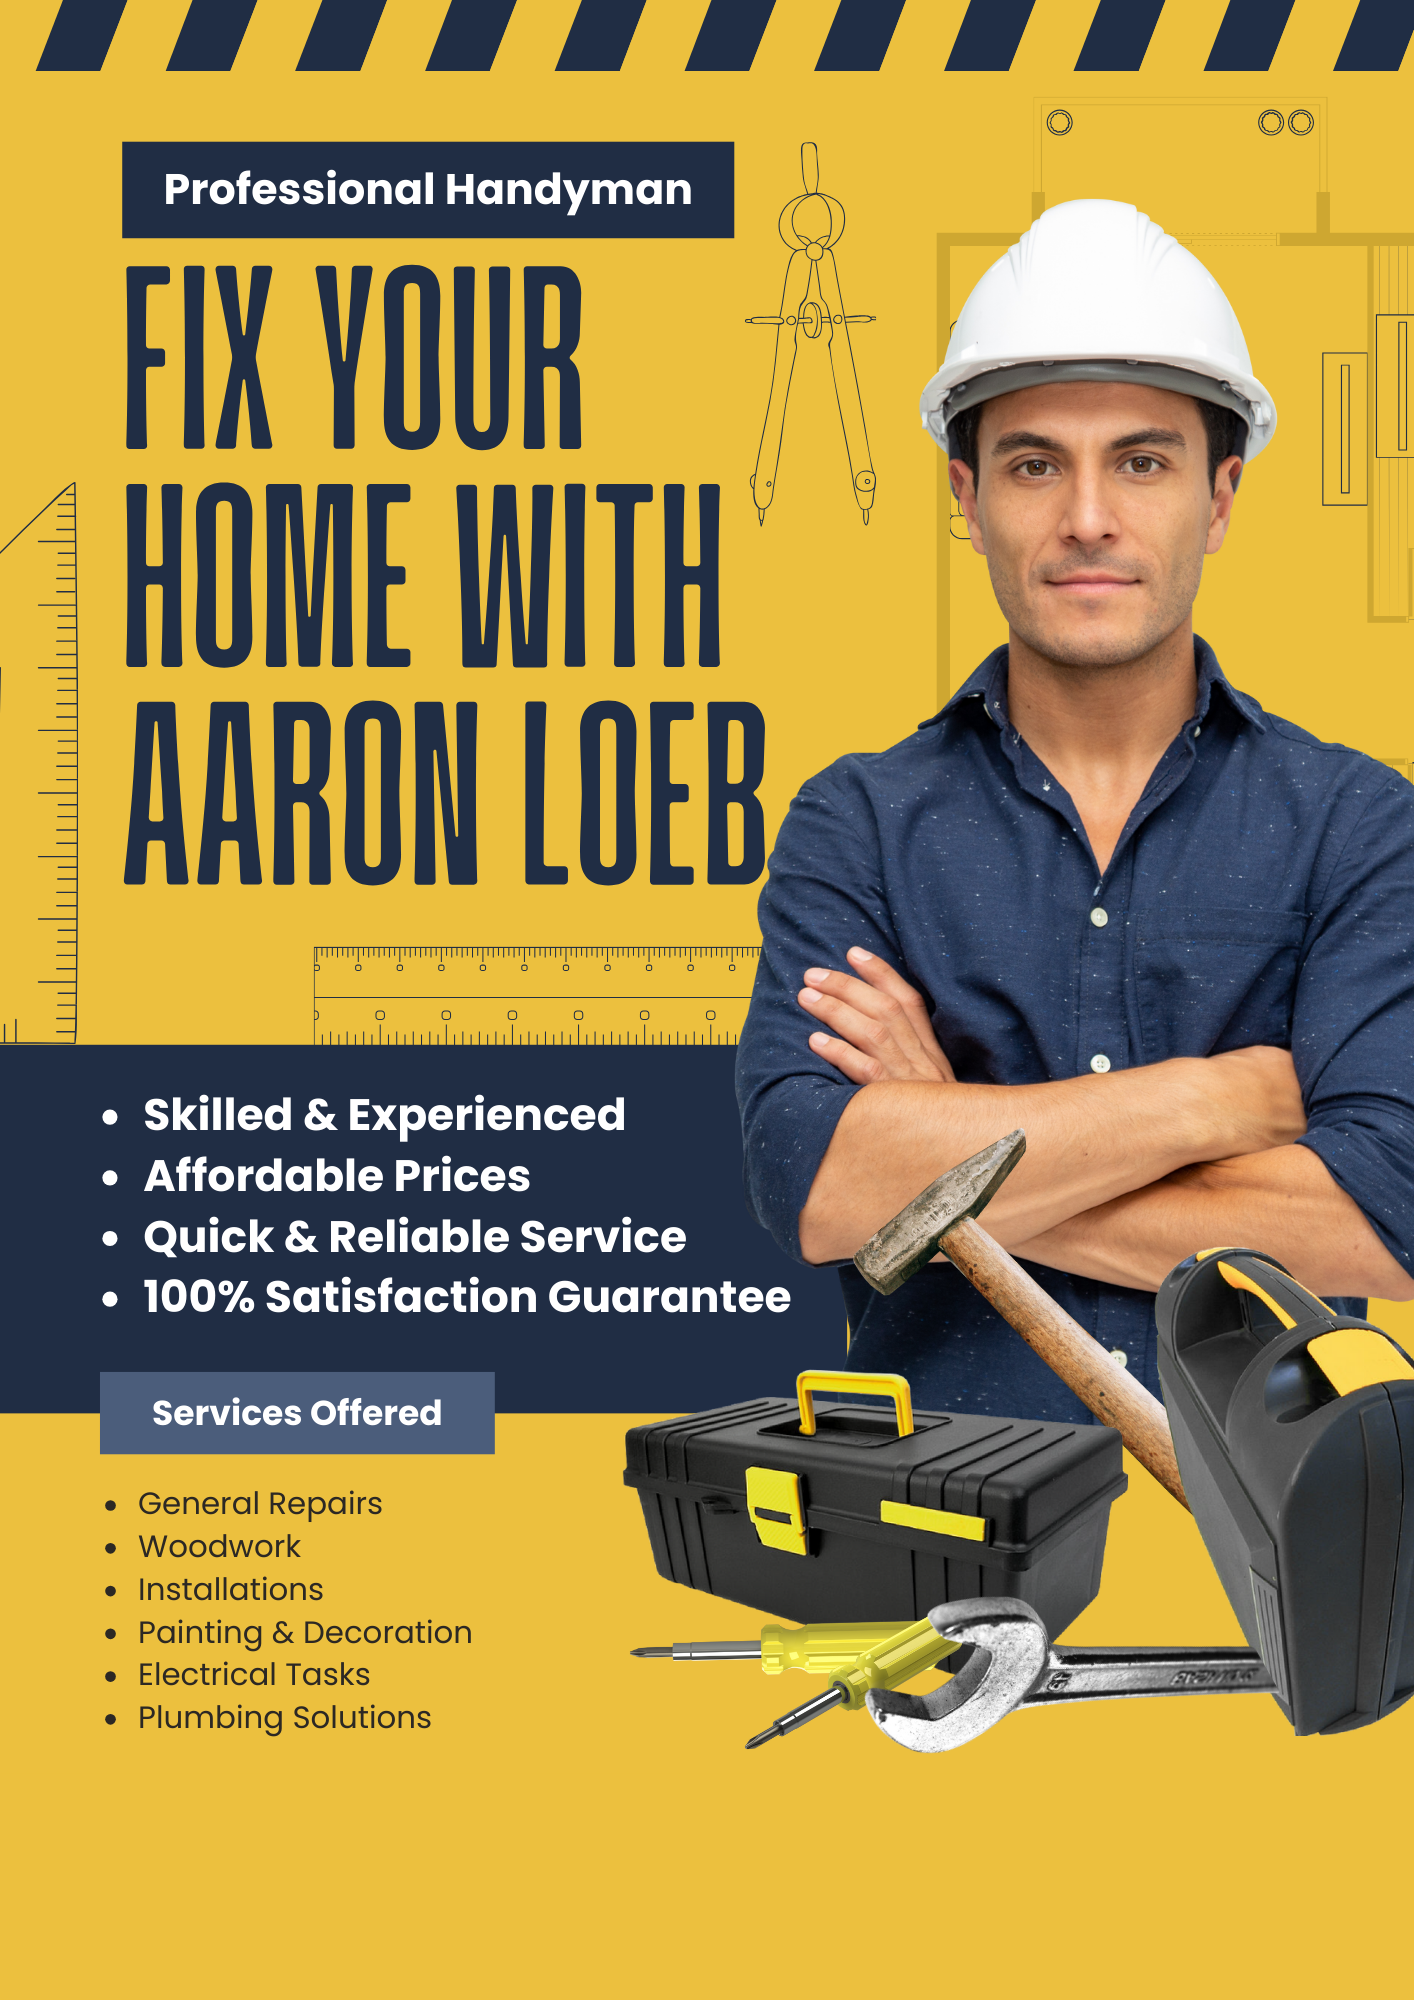 Professional Handyman
FIX YOUR
HOME WITH
AARON LOEB
• Skilled & Experienced
• Affordable Prices
• Quick & Reliable Service
• 100% Satisfaction Guarantee
Services Offered
• General Repairs
• Woodwork
• Installations
• Painting & Decoration
• Electrical Tasks
• Plumbing Solutions